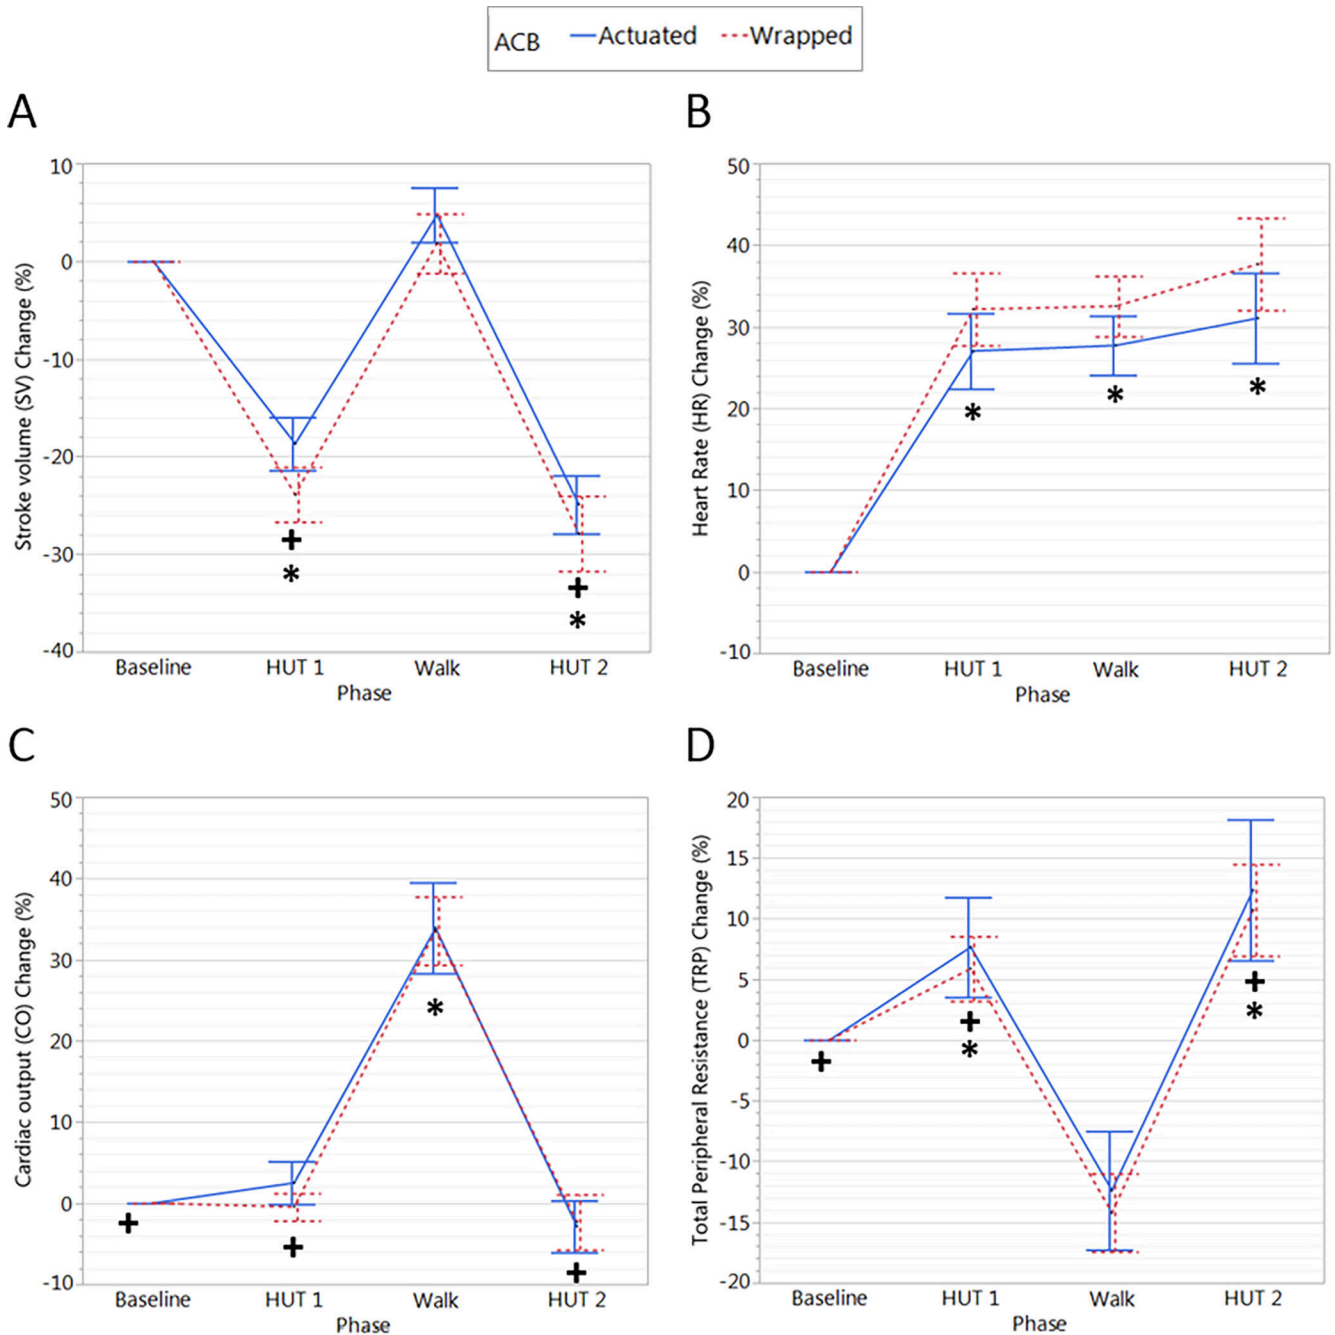 ACB Actuated Wrapped
A
B
Stroke volume (SV) Change (%)
10
0
-10
-20
-30
-40
Baseline HUT 1 Walk HUT 2
Phase
Heart Rate (HR) Change (%)
50
40
30
20
10
0
-10
Baseline HUT 1 Walk HUT 2
Phase
+
*
+
*
*
*
*
C
D
Cardiac output (CO) Change (%)
50
40
30
20
10
0
-10
Baseline HUT 1 Walk HUT 2
Phase
+
+
*
+
Total Peripheral Resistance (TRP) Change (%)
20
15
10
5
0
-5
-10
-15
-20
Baseline HUT 1 Walk HUT 2
Phase
+
+
*
+
*